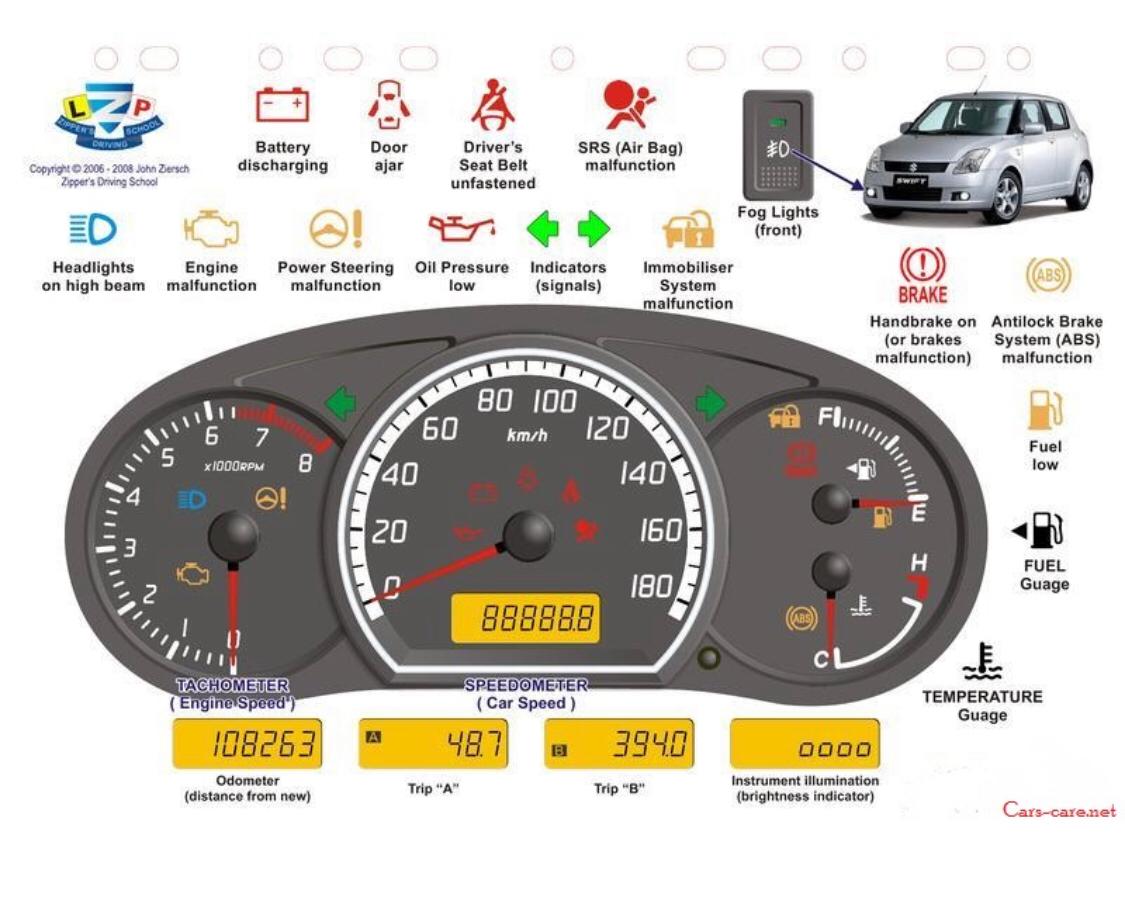 L Z P
ZIPPER'S DRIVING SCHOOL
Copyright © 2006 - 2008 John Ziersch
Zipper's Driving School
Battery
discharging
Door
ajar
Driver's
Seat Belt
unfastened
SRS (Air Bag)
malfunction
Fog Lights
(front)
SWIFT
Headlights
on high beam
Engine
malfunction
Power Steering
malfunction
Oil Pressure
low
Indicators
(signals)
Immobiliser
System
malfunction
BRAKE
Handbrake on
(or brakes
malfunction)
ABS
Antilock Brake
System (ABS)
malfunction
Fuel
low
FUEL
Guage
TEMPERATURE
Guage
0 1 2 3 4 5 6 7 8
x1000RPM
0 20 40 60 80 100 120 140 160 180
km/h
88888.8
F
E
H
C
ABS
TACHOMETER
( Engine Speed )
SPEEDOMETER
( Car Speed )
108263
Odometer
(distance from new)
A 48.7
Trip “A”
B 394.0
Trip “B”
oooo
Instrument illumination
(brightness indicator)
Cars-care.net